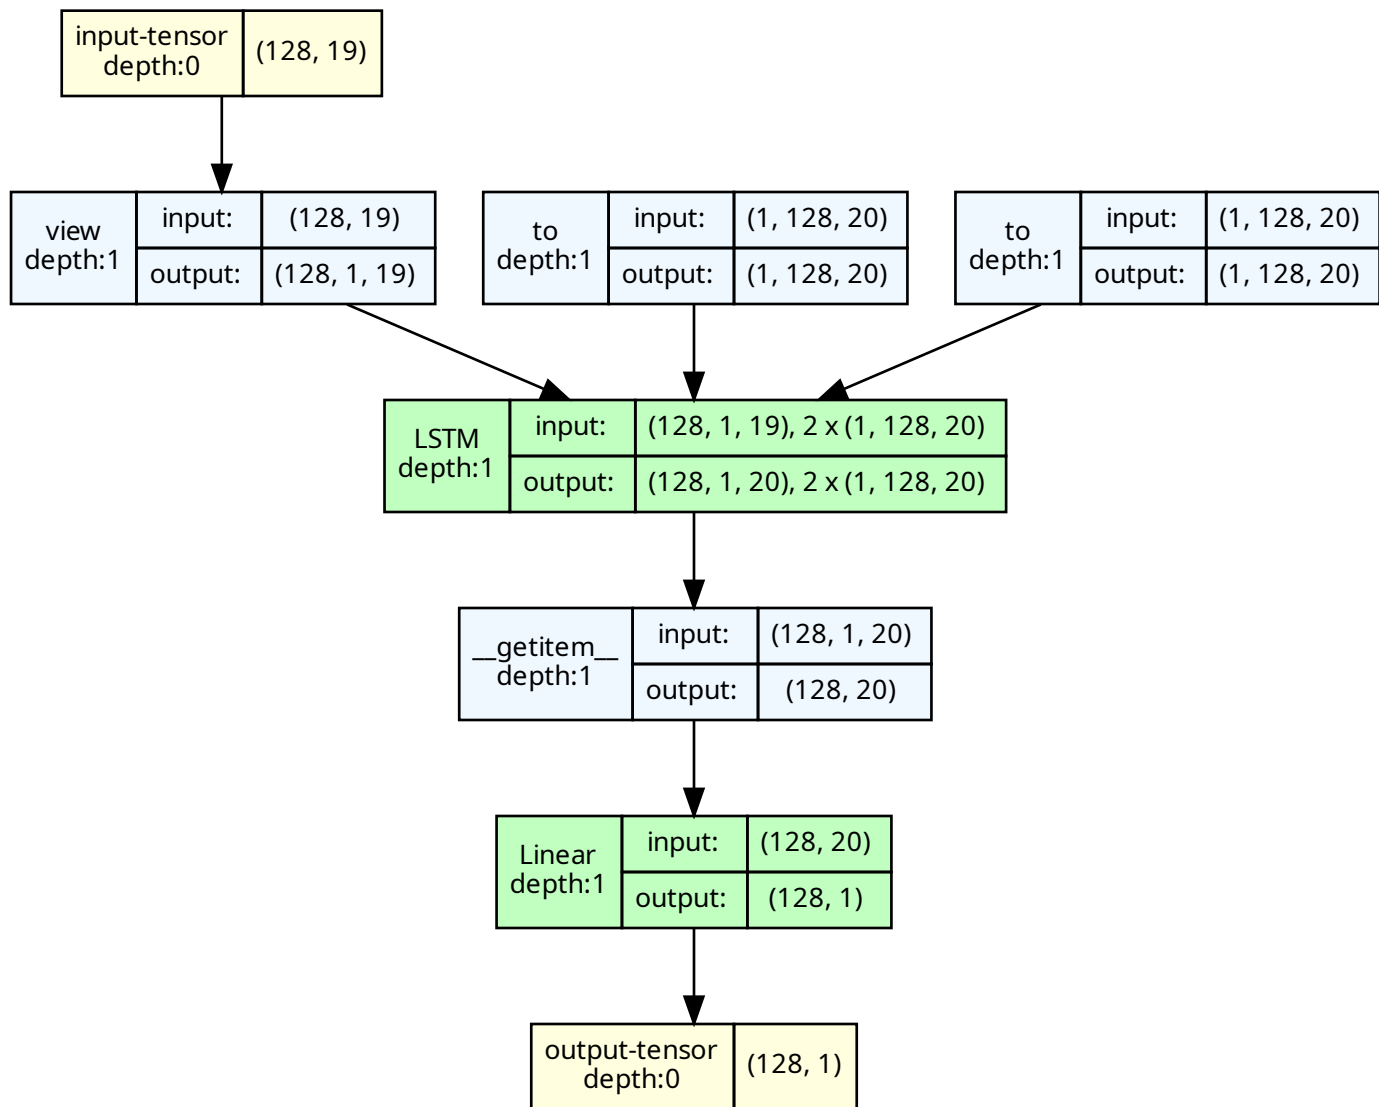 input-tensor
depth:0
(128, 19)
view
depth:1
input:
(128, 19)
output:
(128, 1, 19)
to
depth:1
input:
(1, 128, 20)
output:
(1, 128, 20)
to
depth:1
input:
(1, 128, 20)
output:
(1, 128, 20)
LSTM
depth:1
input:
(128, 1, 19), 2 x (1, 128, 20)
output:
(128, 1, 20), 2 x (1, 128, 20)
__getitem__
depth:1
input:
(128, 1, 20)
output:
(128, 20)
Linear
depth:1
input:
(128, 20)
output:
(128, 1)
output-tensor
depth:0
(128, 1)